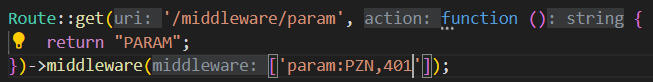 Route::get(uri: '/middleware/param', action: function (): string {
    return "PARAM";
})->middleware(middleware: ['param:PZN,401']);